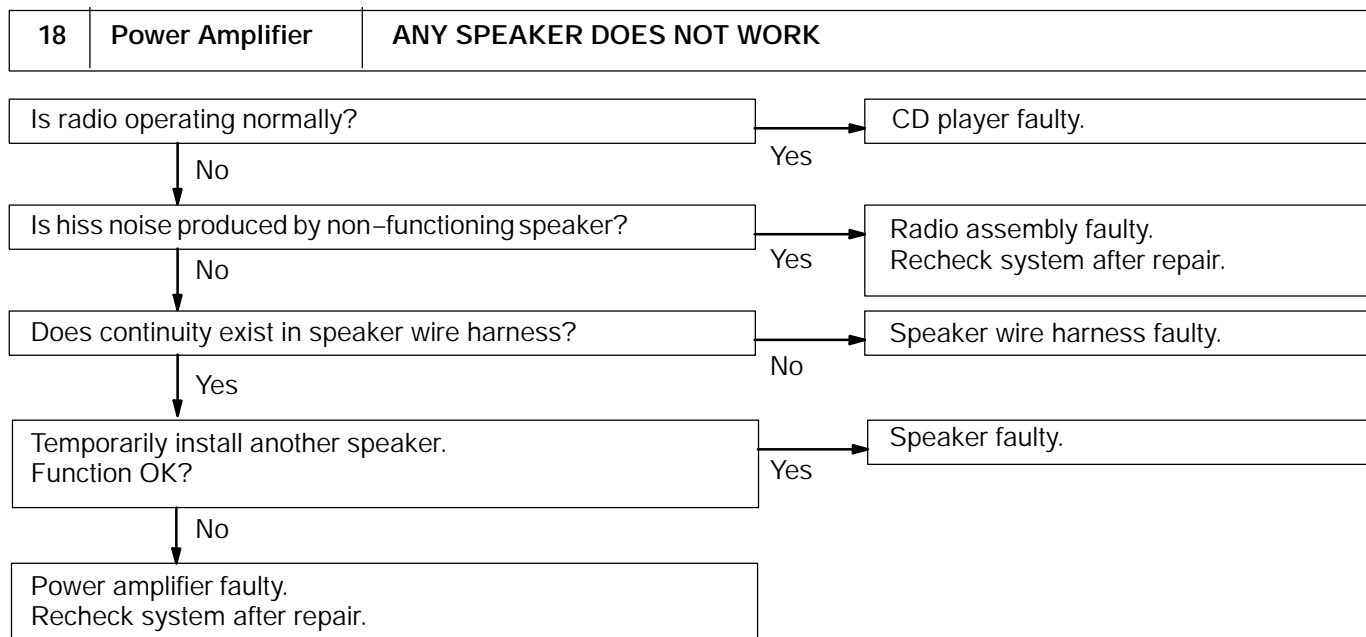 18 Power Amplifier ANY SPEAKER DOES NOT WORK
Is radio operating normally?
CD player faulty.
Yes
No
Is hiss noise produced by non−functioning speaker?
Radio assembly faulty.
Recheck system after repair.
Yes
No
Does continuity exist in speaker wire harness?
Speaker wire harness faulty.
No
Yes
Temporarily install another speaker.
Function OK?
Speaker faulty.
Yes
No
Power amplifier faulty.
Recheck system after repair.